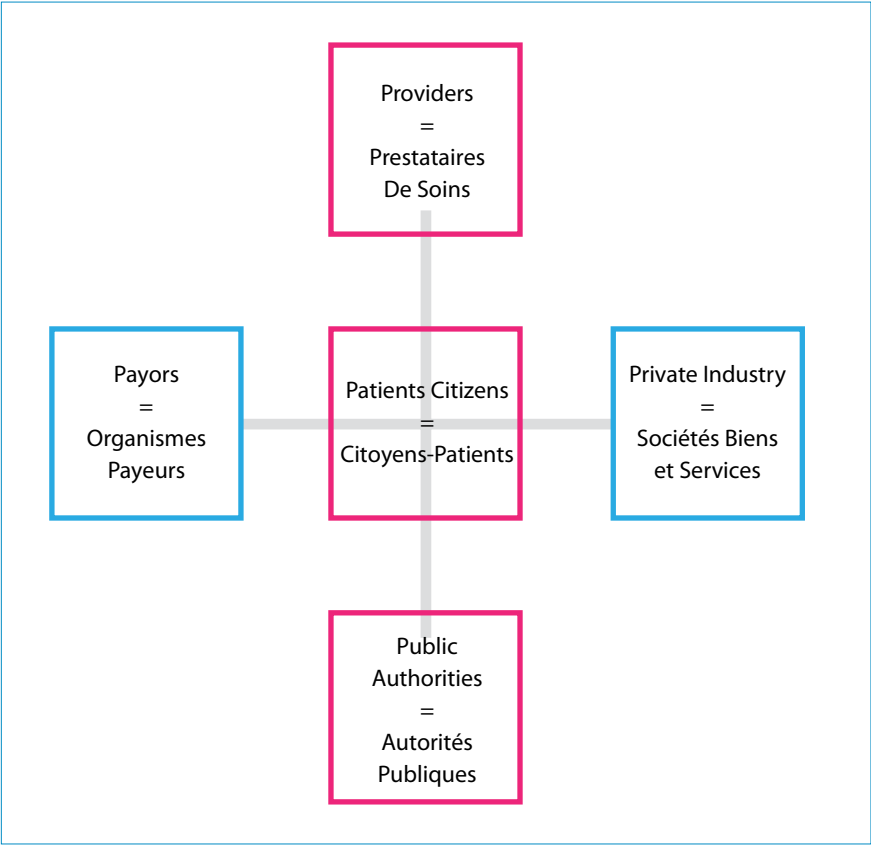 Providers
=
Prestataires
De Soins
Payors
=
Organismes
Payeurs
Patients Citizens
=
Citoyens-Patients
Private Industry
=
Sociétés Biens
et Services
Public
Authorities
=
Autorités
Publiques